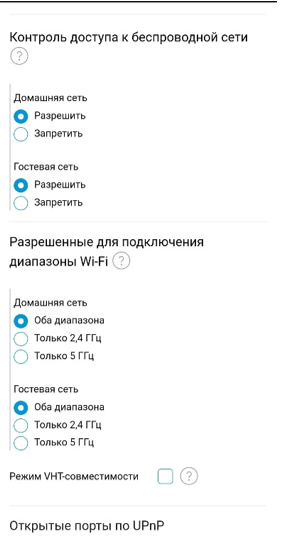 Контроль доступа к беспроводной сети
?
Домашняя сеть
Разрешить
Запретить
Гостевая сеть
Разрешить
Запретить
Разрешенные для подключения
диапазоны Wi-Fi ?
Домашняя сеть
Оба диапазона
Только 2,4 ГГц
Только 5 ГГц
Гостевая сеть
Оба диапазона
Только 2,4 ГГц
Только 5 ГГц
Режим VHT-совместимости ?
Открытые порты по UPnP